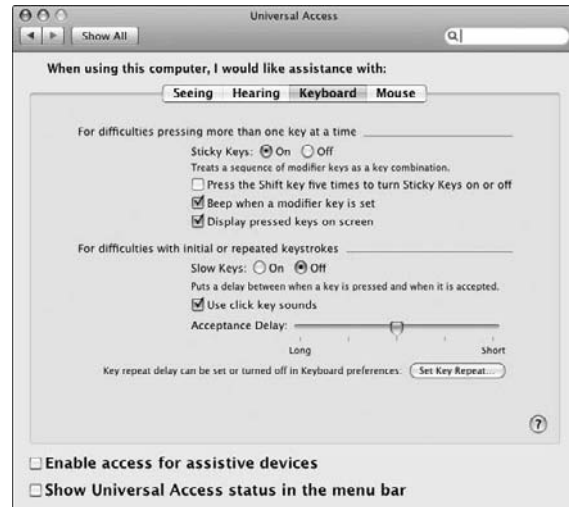 Universal Access
Show All
When using this computer, I would like assistance with:
Seeing Hearing Keyboard Mouse
For difficulties pressing more than one key at a time
Sticky Keys: On Off
Treats a sequence of modifier keys as a key combination.
Press the Shift key five times to turn Sticky Keys on or off
Beep when a modifier key is set
Display pressed keys on screen
For difficulties with initial or repeated keystrokes
Slow Keys: On Off
Puts a delay between when a key is pressed and when it is accepted.
Use click key sounds
Acceptance Delay:
Long Short
Key repeat delay can be set or turned off in Keyboard preferences: Set Key Repeat...
?
Enable access for assistive devices
Show Universal Access status in the menu bar